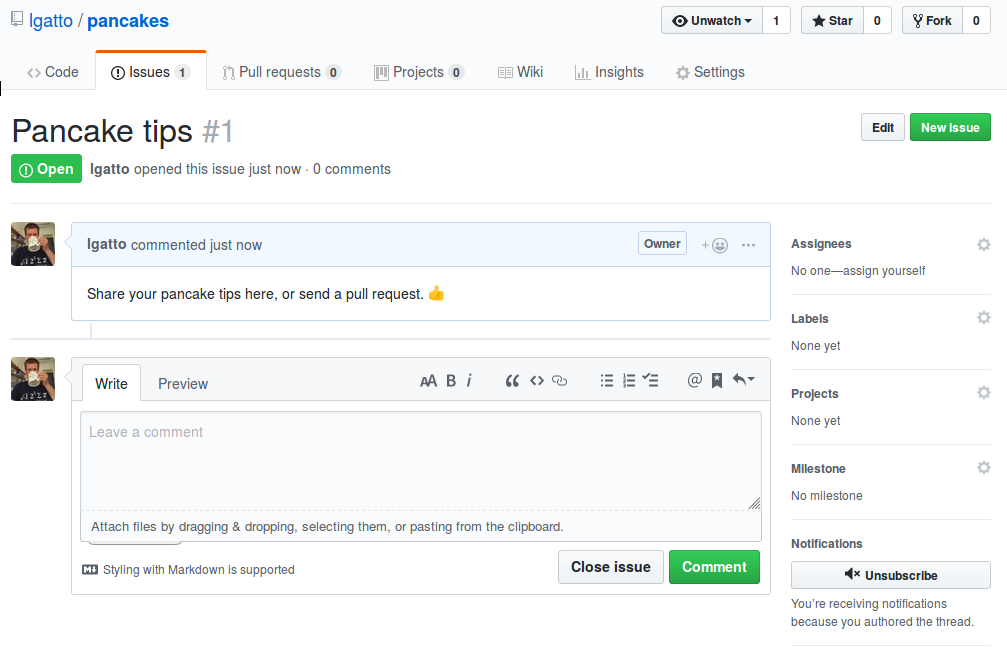 lgatto / pancakes
Unwatch 1
Star 0
Fork 0
Code
Issues 1
Pull requests 0
Projects 0
Wiki
Insights
Settings
Pancake tips #1
Edit
New issue
Open
lgatto opened this issue just now · 0 comments
lgatto commented just now
Owner
Share your pancake tips here, or send a pull request. 👍
Write
Preview
AA B i
Leave a comment
Attach files by dragging & dropping, selecting them, or pasting from the clipboard.
Styling with Markdown is supported
Close issue
Comment
Assignees
No one—assign yourself
Labels
None yet
Projects
None yet
Milestone
No milestone
Notifications
Unsubscribe
You’re receiving notifications
because you authored the thread.